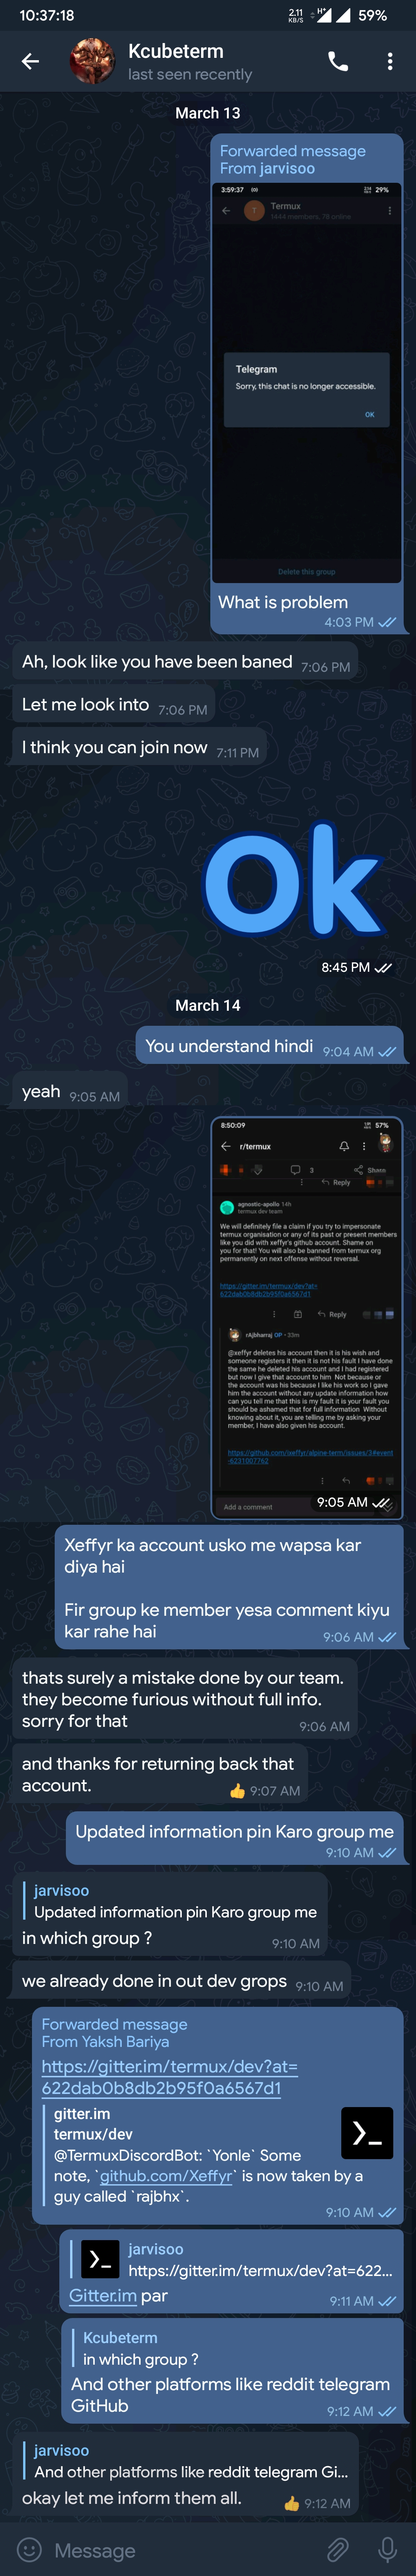 10:37:18
2.11
KB/S
H+
59%
Kcubeterm
last seen recently
March 13
Forwarded message
From jarvisoo
3:59:37
29%
T
Termux
1444 members, 78 online
Telegram
Sorry, this chat is no longer accessible.
OK
Delete this group
What is problem
4:03 PM
Ah, look like you have been baned 7:06 PM
Let me look into 7:06 PM
I think you can join now 7:11 PM
Ok
8:45 PM
March 14
You understand hindi 9:04 AM
yeah 9:05 AM
8:50:09
57%
r/termux
3
Share
Reply
agnostic-apollo 14h
termux dev team
We will definitely file a claim if you try to impersonate
termux organisation or any of its past or present members
like you did with xeffyr's github account. Shame on
you for that! You will also be banned from termux org
permanently on next offense without reversal.
https://gitter.im/termux/dev?at=
622dab0b8db2b95f0a6567d1
Reply
rAjbharraj OP • 33m
@xeffyr deletes his account then it is his wish and
someone registers it then it is not his fault I have done
the same he deleted his account and I had registered
but now I give that account to him Not because or
the account was his because I like his work so I gave
him the account without any update information how
can you tell me that this is my fault it is your fault you
should be ashamed that for full information Without
knowing about it, you are telling me by asking your
member, I have also given his account.
https://github.com/xeffyr/alpine-term/issues/3#event
-6231007762
Add a comment
9:05 AM
Xeffyr ka account usko me wapsa kar
diya hai
Fir group ke member yesa comment kiyu
kar rahe hai
9:06 AM
thats surely a mistake done by our team.
they become furious without full info.
sorry for that
9:06 AM
and thanks for returning back that
account.
👍 9:07 AM
Updated information pin Karo group me
9:10 AM
jarvisoo
Updated information pin Karo group me
in which group ?
9:10 AM
we already done in out dev grops 9:10 AM
Forwarded message
From Yaksh Bariya
https://gitter.im/termux/dev?at=
622dab0b8db2b95f0a6567d1
gitter.im
termux/dev
@TermuxDiscordBot: `Yonle` Some
note, `github.com/Xeffyr` is now taken by a
guy called `rajbhx`.
9:10 AM
jarvisoo
https://gitter.im/termux/dev?at=622...
Gitter.im par
9:11 AM
Kcubeterm
in which group ?
And other platforms like reddit telegram
GitHub
9:12 AM
jarvisoo
And other platforms like reddit telegram Gi...
okay let me inform them all.
👍 9:12 AM
Message